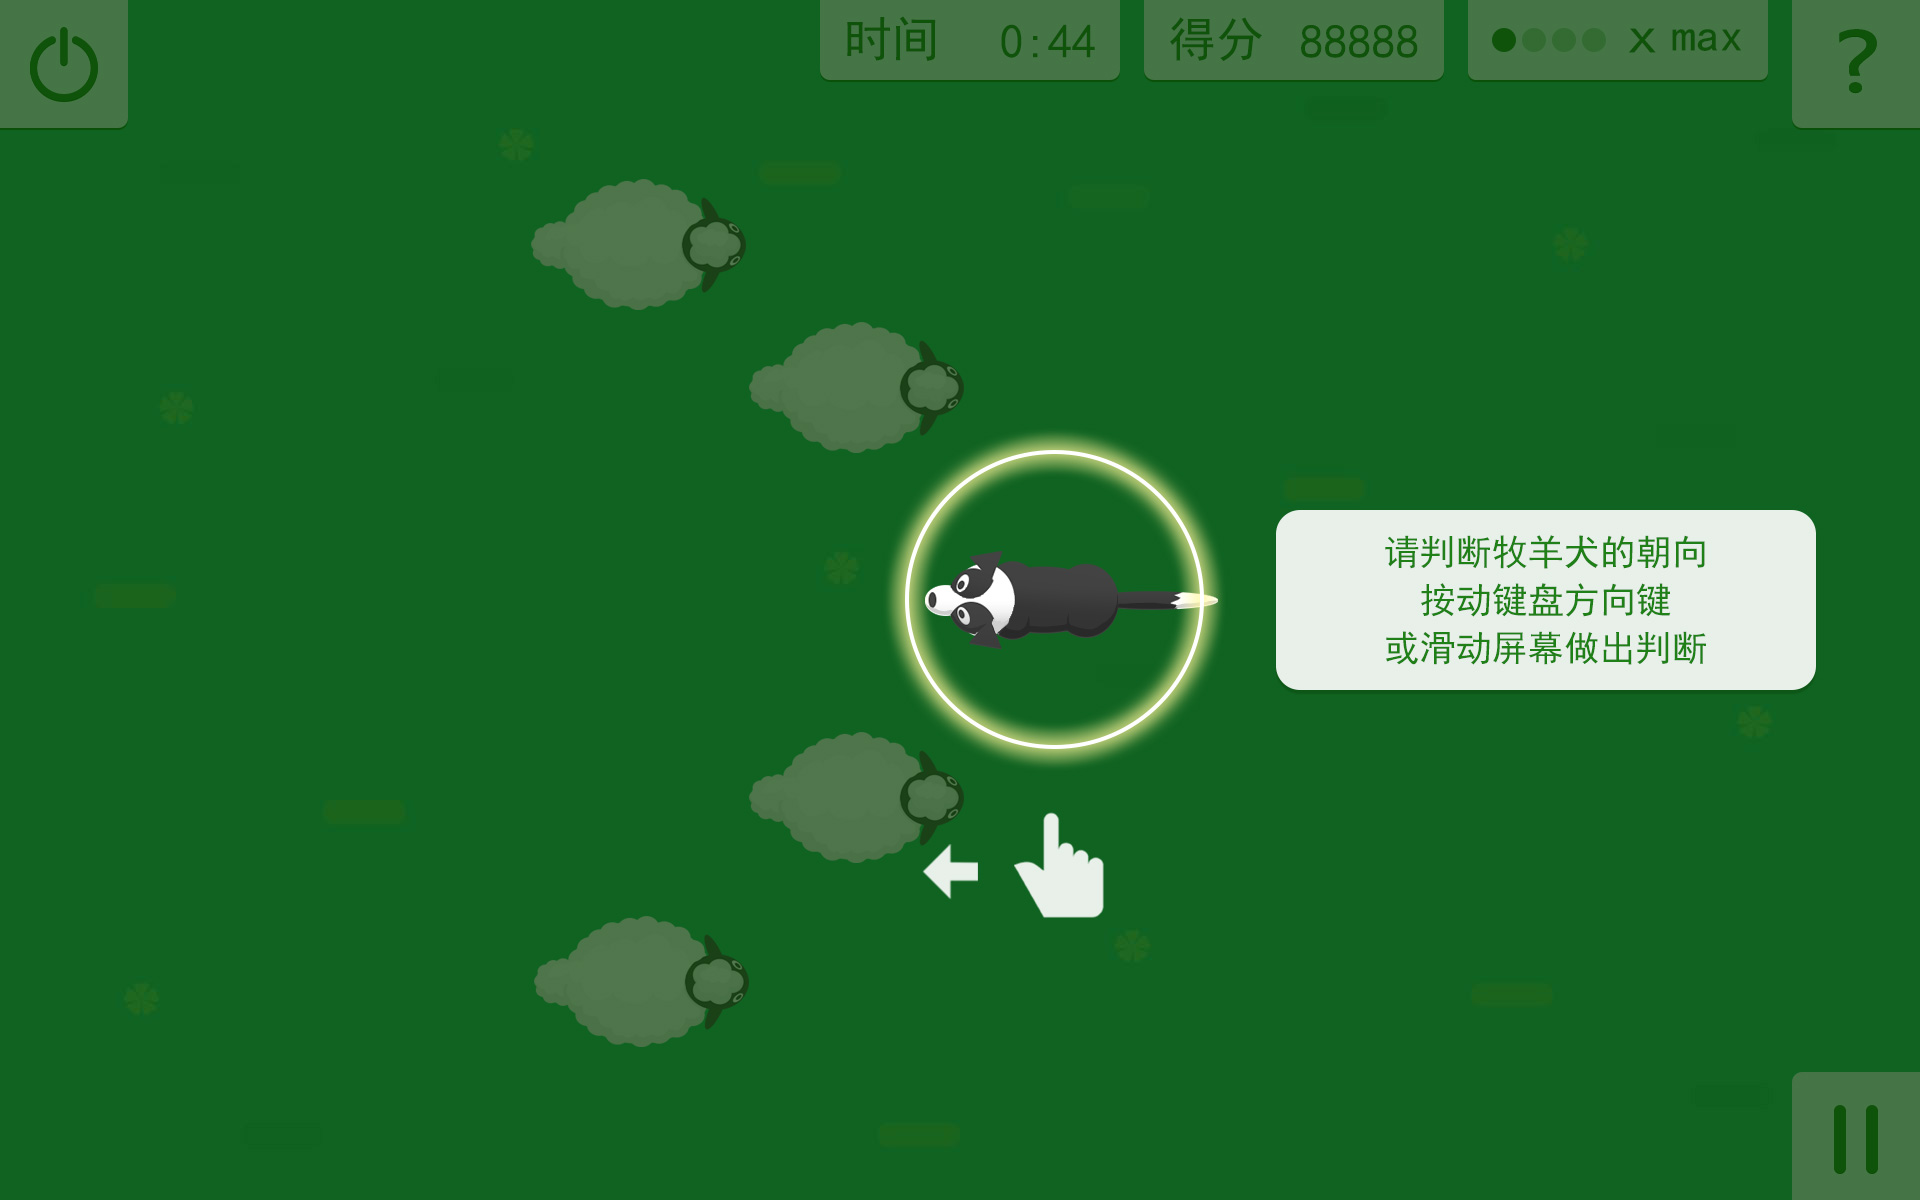 时间 0:44
得分 88888
x max
?
请判断牧羊犬的朝向
按动键盘方向键
或滑动屏幕做出判断